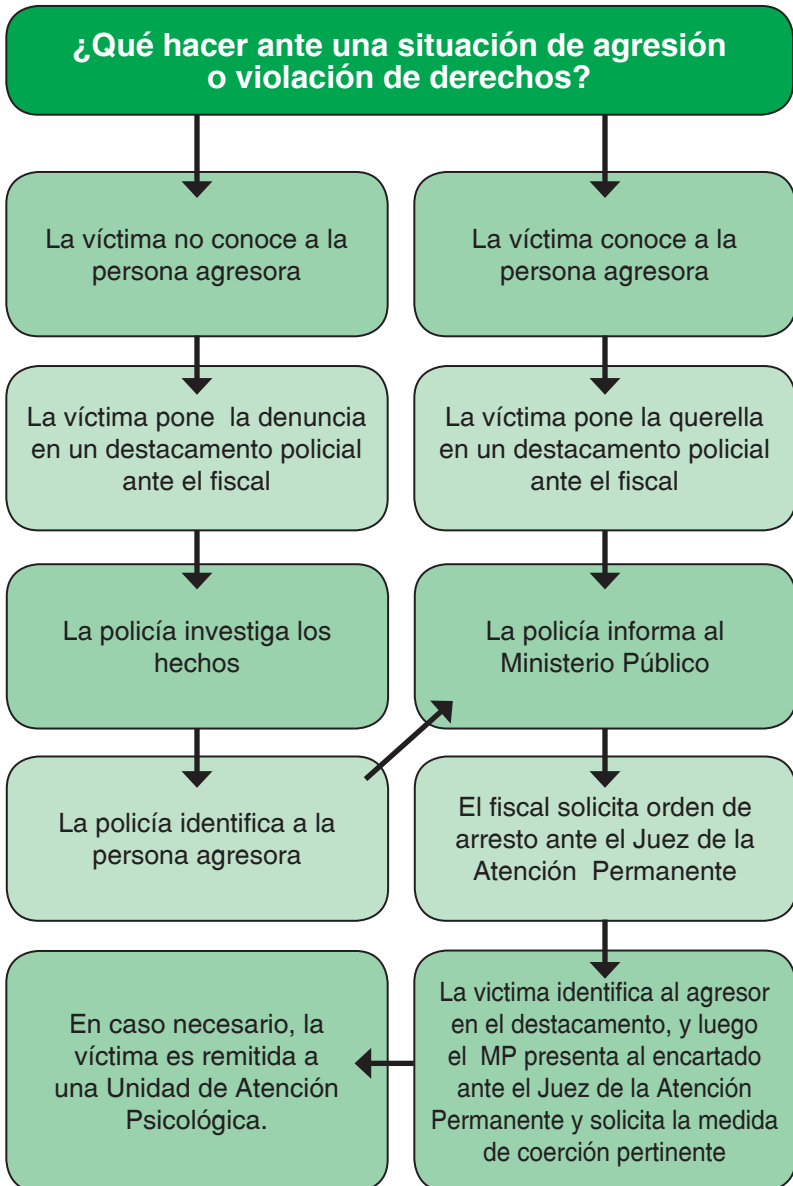 ¿Qué hacer ante una situación de agresión
o violación de derechos?
La víctima no conoce a la
persona agresora
La víctima conoce a la
persona agresora
La víctima pone la denuncia
en un destacamento policial
ante el fiscal
La víctima pone la querella
en un destacamento policial
ante el fiscal
La policía investiga los
hechos
La policía informa al
Ministerio Público
La policía identifica a la
persona agresora
El fiscal solicita orden de
arresto ante el Juez de la
Atención Permanente
La victima identifica al agresor
en el destacamento, y luego
el MP presenta al encartado
ante el Juez de la Atención
Permanente y solicita la medida
de coerción pertinente
En caso necesario, la
víctima es remitida a
una Unidad de Atención
Psicológica.